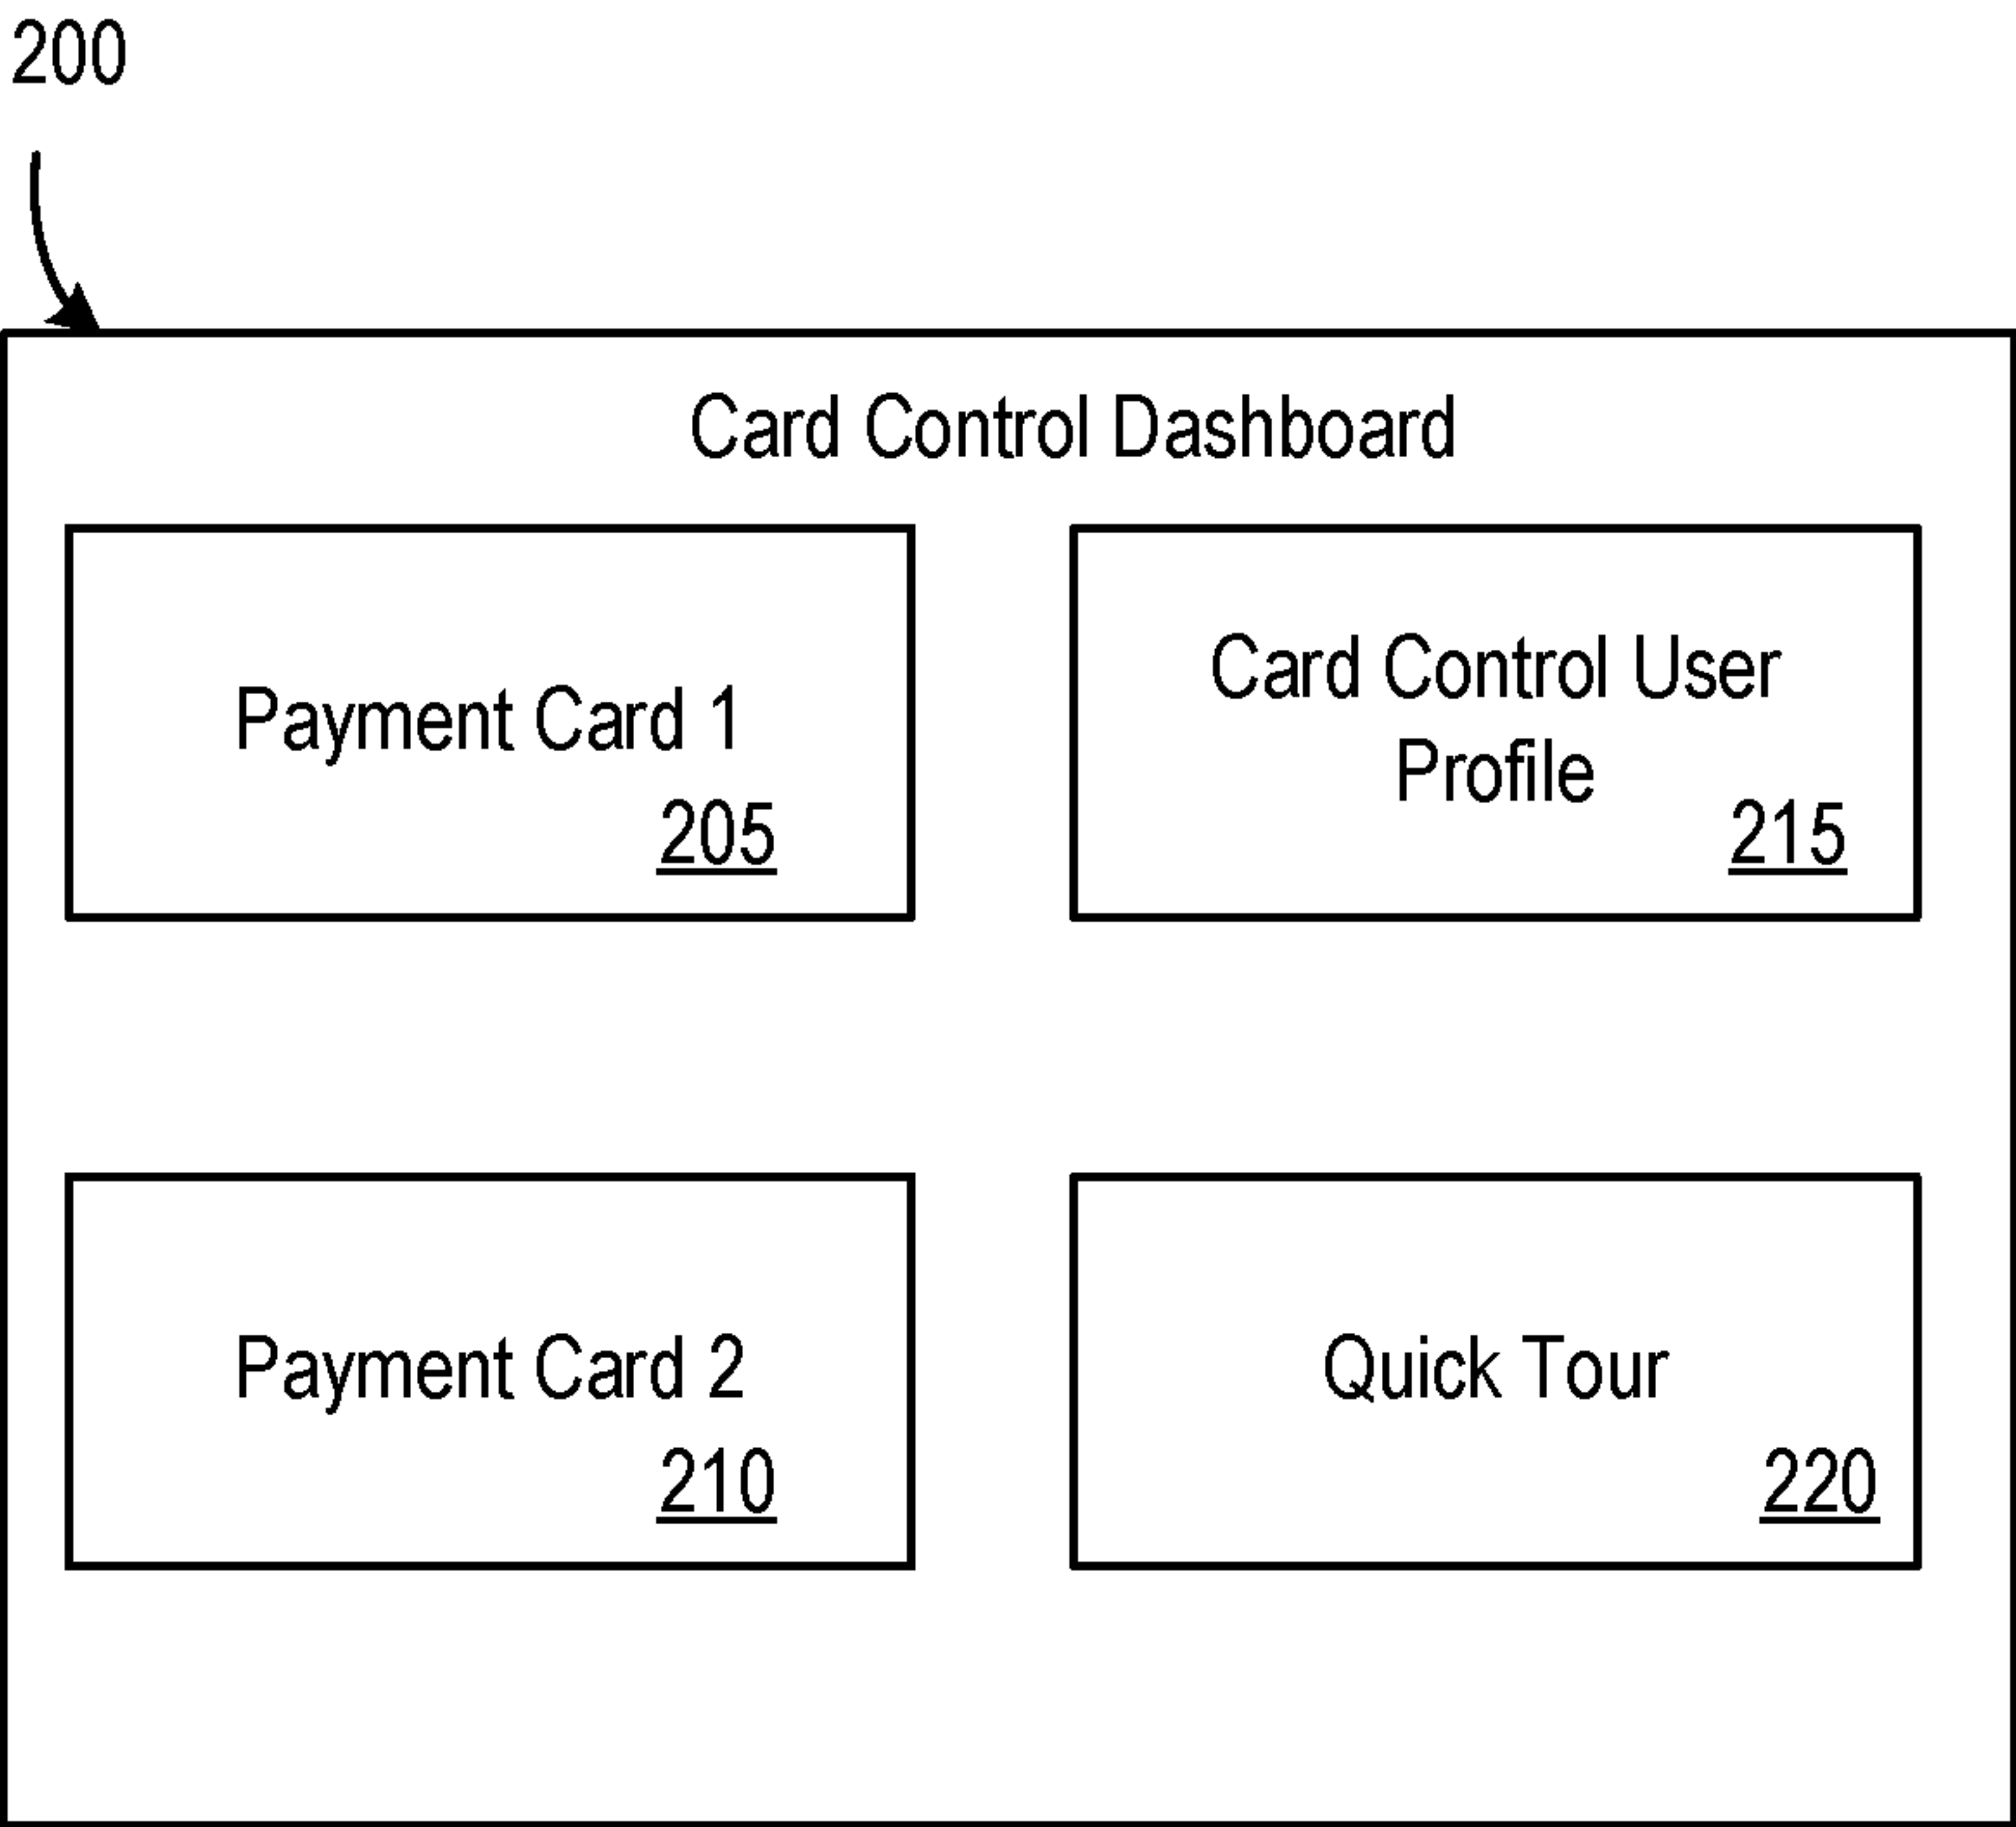 200
Card Control Dashboard
Payment Card 1
205
Card Control User
Profile
215
Payment Card 2
210
Quick Tour
220